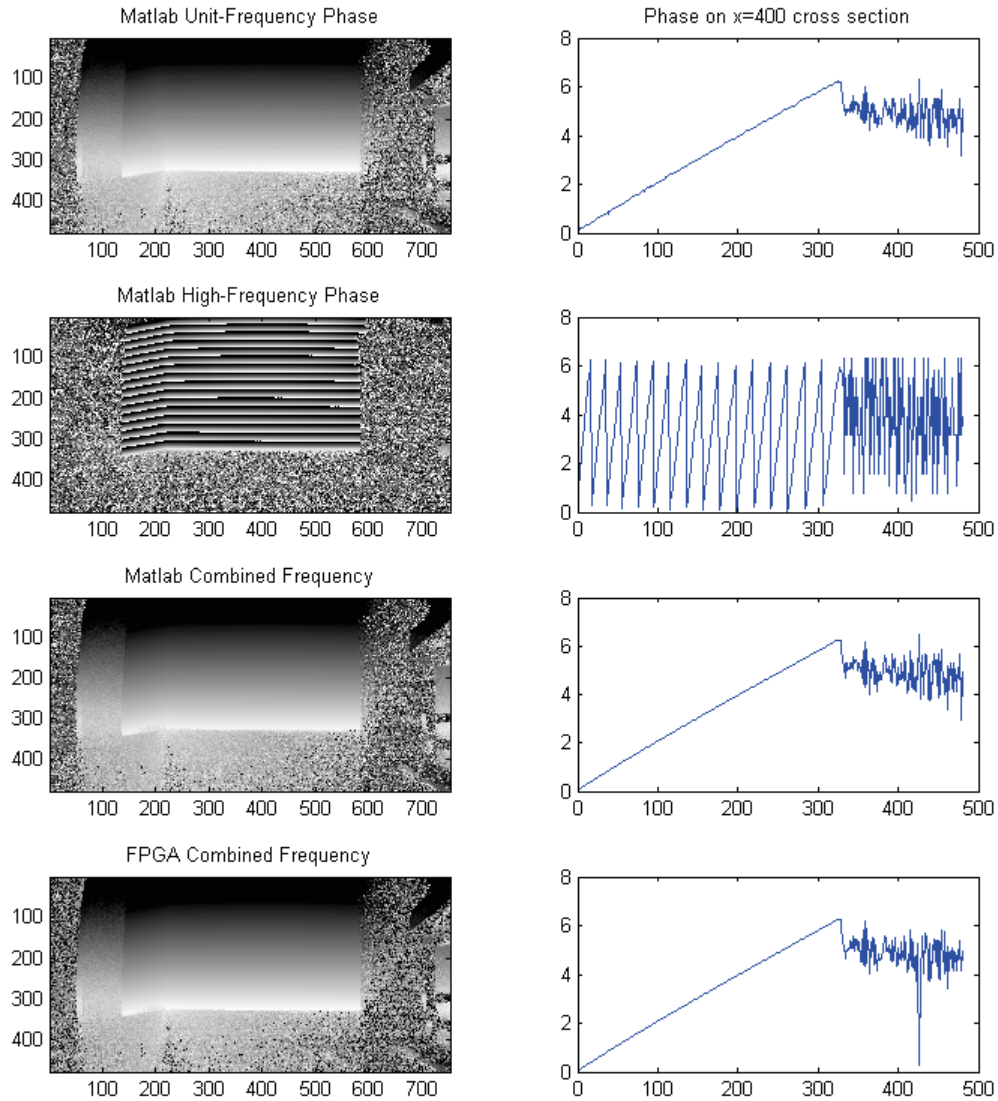 Matlab Unit-Frequency Phase
100
200
300
400
100 200 300 400 500 600 700
Phase on x=400 cross section
8
6
4
2
0
0 100 200 300 400 500
Matlab High-Frequency Phase
100
200
300
400
100 200 300 400 500 600 700
8
6
4
2
0
0 100 200 300 400 500
Matlab Combined Frequency
100
200
300
400
100 200 300 400 500 600 700
8
6
4
2
0
0 100 200 300 400 500
FPGA Combined Frequency
100
200
300
400
100 200 300 400 500 600 700
8
6
4
2
0
0 100 200 300 400 500